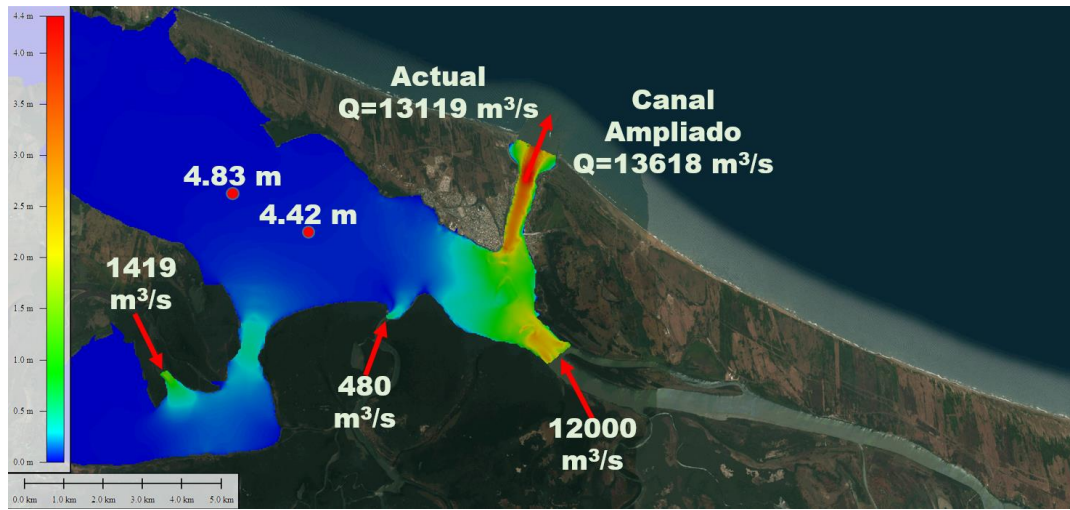 4.4 m
4.0 m
3.5 m
3.0 m
2.5 m
2.0 m
1.5 m
1.0 m
0.5 m
0.0 m
Actual
Q=13119 m³/s
Canal
Ampliado
Q=13618 m³/s
4.83 m
4.42 m
1419
m³/s
480
m³/s
12000
m³/s
0.0 km 1.0 km 2.0 km 3.0 km 4.0 km 5.0 km